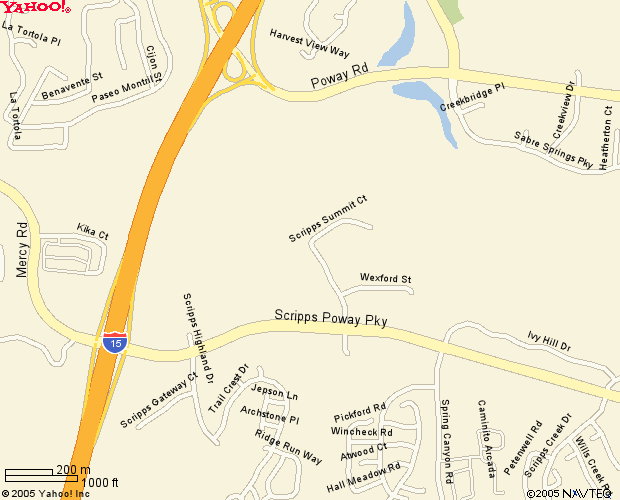 YAHOO!
La Tortola Pl
Harvest View Way
Cijon St
Poway Rd
Benavente St
Paseo Montril
La Tortola
Creekbridge Pl
Creekview Dr
Sabre Springs Pky
Heatherton Ct
Scripps Summit Ct
Mercy Rd
Kika Ct
Wexford St
Scripps Poway Pky
15
Scripps Highland Dr
Ivy Hill Dr
Scripps Gateway Ct
Trail Crest Dr
Jepson Ln
Archstone Pl
Ridge Run Way
Pickford Rd
Wincheck Rd
Atwood Ct
Hall Meadow Rd
Spring Canyon Rd
Caminito Arcada
Petenwell Rd
Scripps Creek Dr
Wills Creek Rd
200 m
1000 ft
©2005 Yahoo! Inc
©2005 NAVTEQ